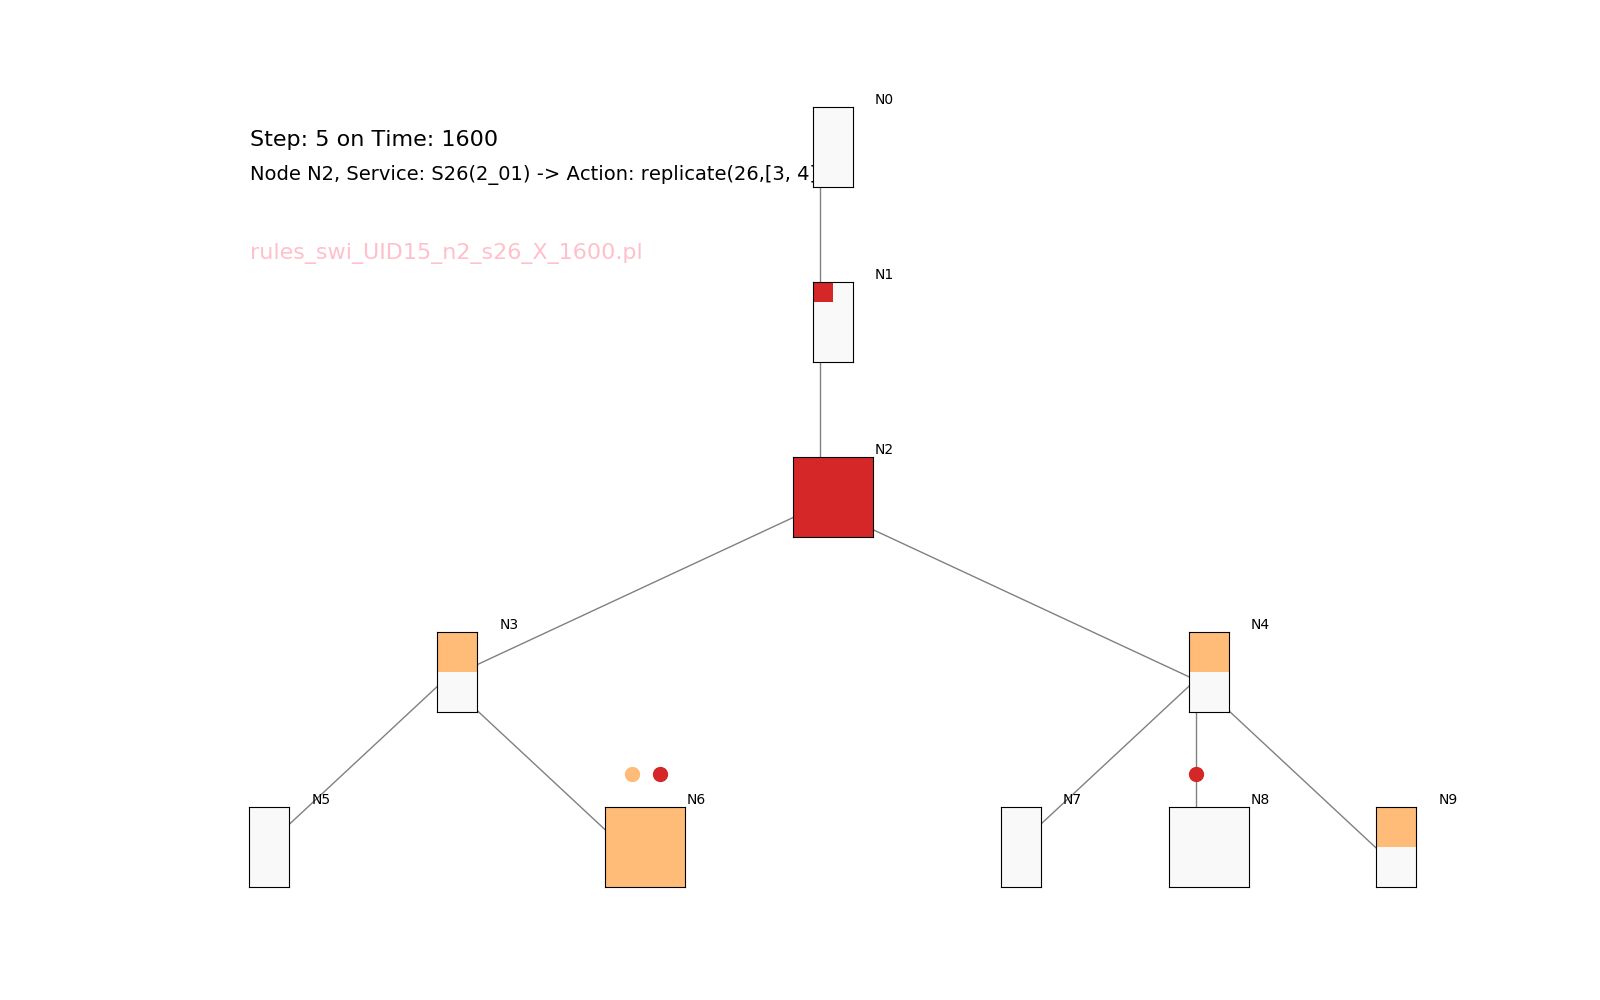 N0
Step: 5 on Time: 1600
Node N2, Service: S26(2_01) -> Action: replicate(26,[3, 4]
rules_swi_UID15_n2_s26_X_1600.pl
N1
N2
N3
N4
N5
N6
N7
N8
N9